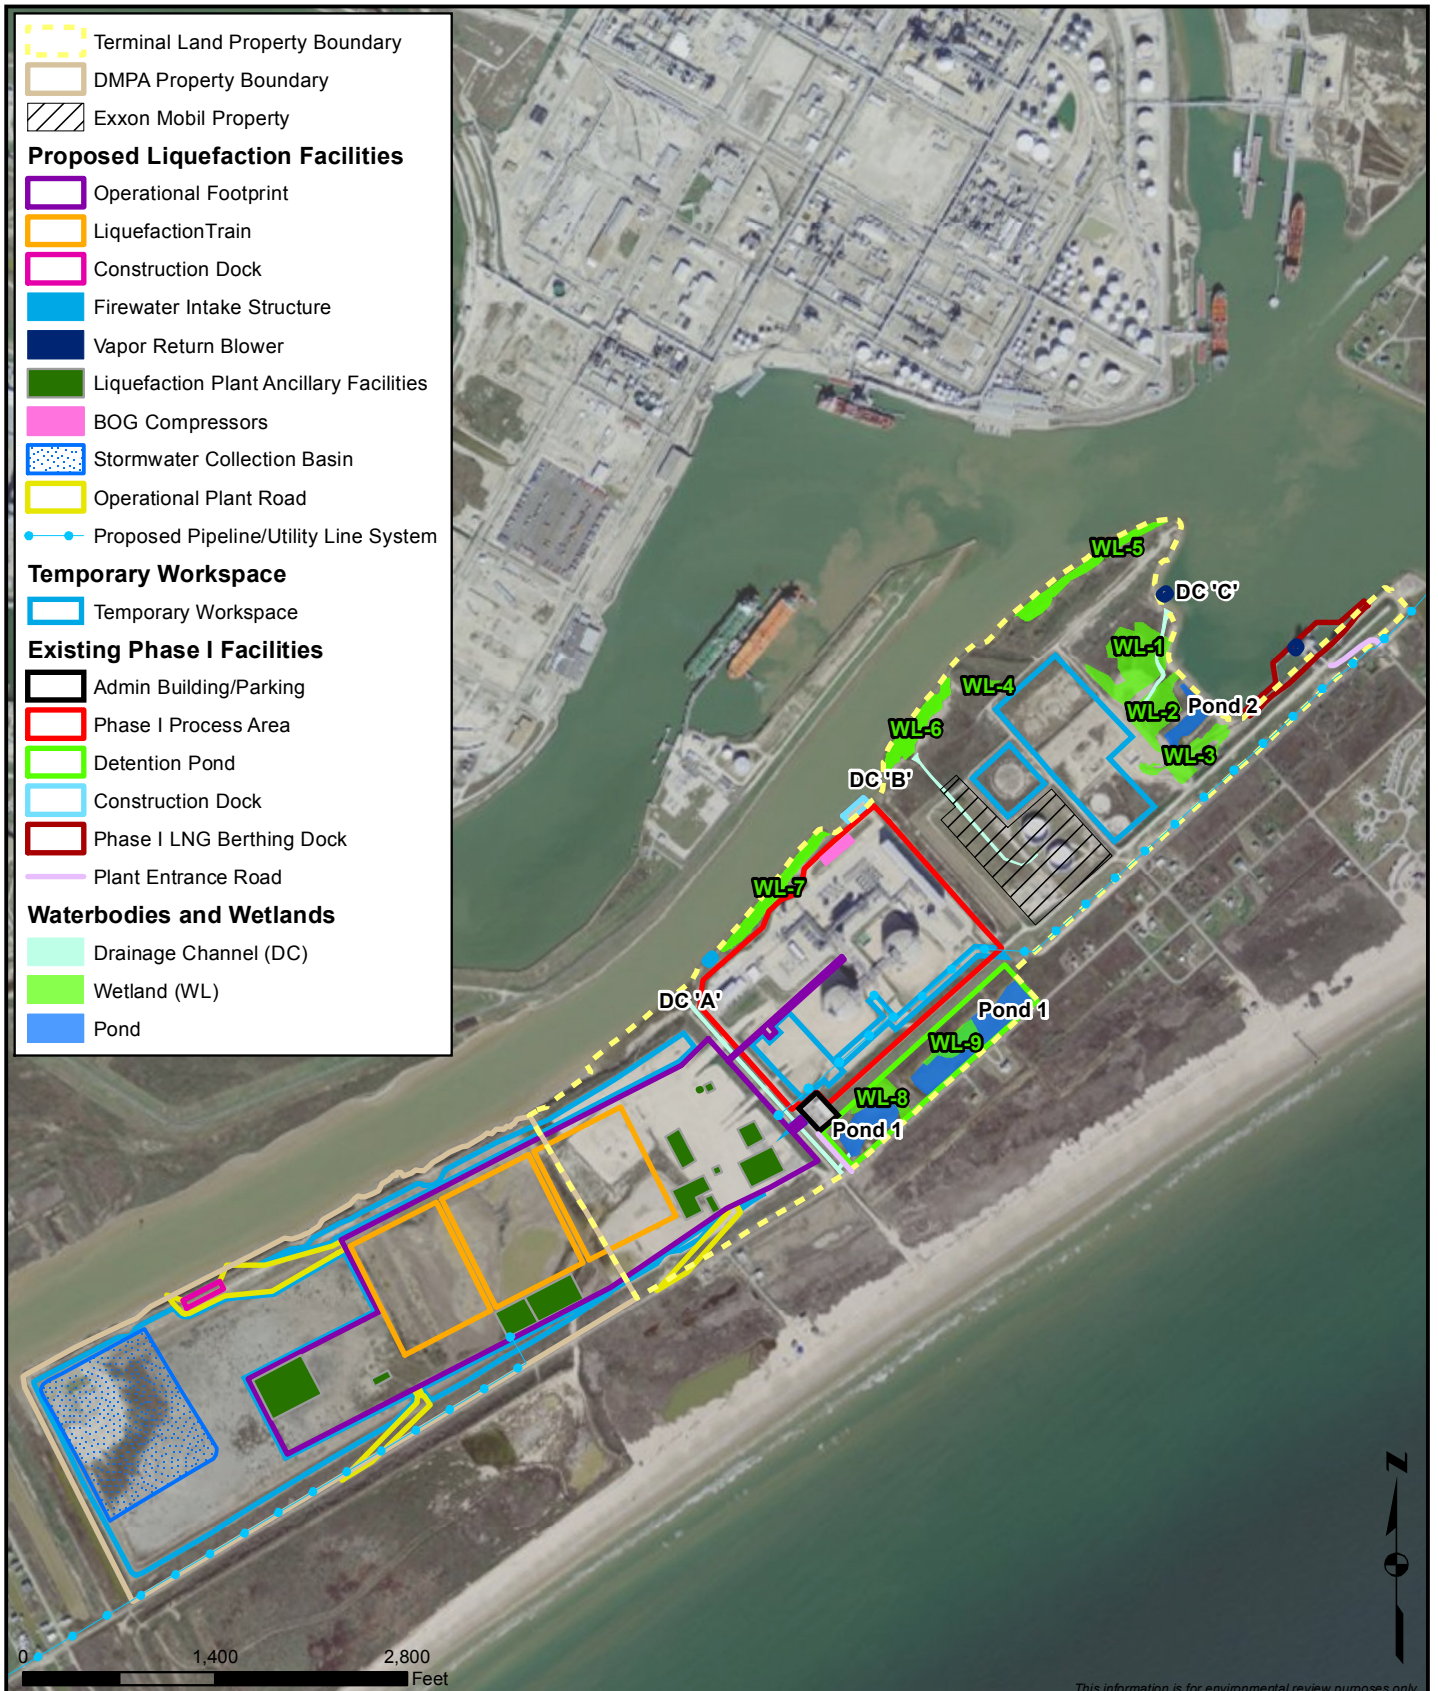 Terminal Land Property Boundary
DMPA Property Boundary
Exxon Mobil Property
Proposed Liquefaction Facilities
Operational Footprint
LiquefactionTrain
Construction Dock
Firewater Intake Structure
Vapor Return Blower
Liquefaction Plant Ancillary Facilities
BOG Compressors
Stormwater Collection Basin
Operational Plant Road
Proposed Pipeline/Utility Line System
Temporary Workspace
Temporary Workspace
Existing Phase I Facilities
Admin Building/Parking
Phase I Process Area
Detention Pond
Construction Dock
Phase I LNG Berthing Dock
Plant Entrance Road
Waterbodies and Wetlands
Drainage Channel (DC)
Wetland (WL)
Pond
WL-5
DC 'C'
WL-1
WL-4
WL-2
Pond 2
WL-6
WL-3
DC 'B'
WL-7
DC 'A'
Pond 1
WL-9
WL-8
Pond 1
N
0 1,400 2,800
Feet
This information is for environmental review purposes only.